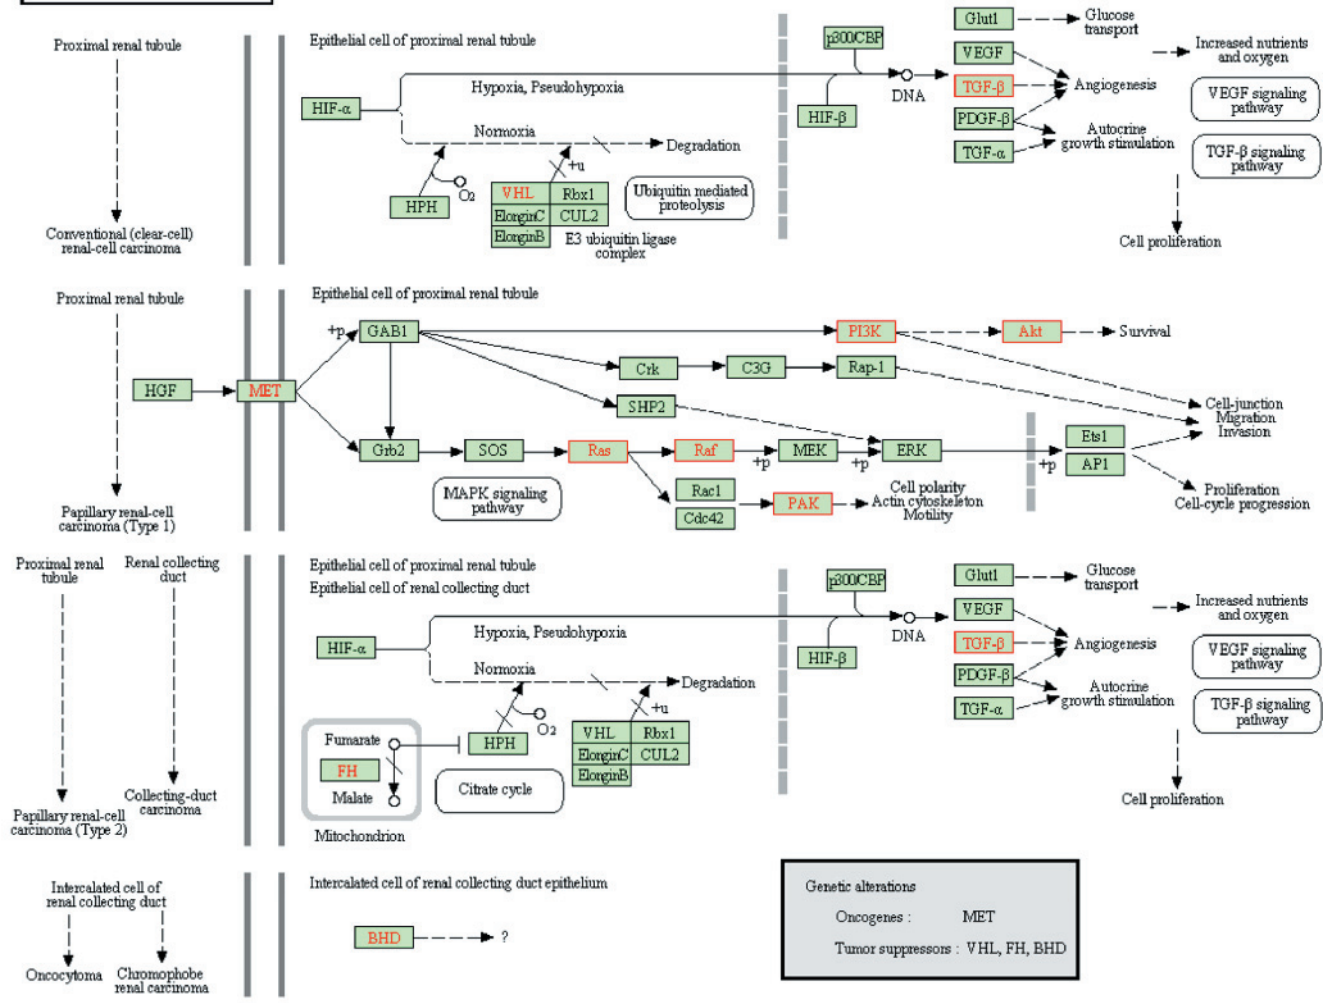 Proximal renal tubule
Conventional (clear-cell)
renal-cell carcinoma
Epithelial cell of proximal renal tubule
HIF-α
Hypoxia, Pseudohypoxia
Normoxia
Degradation
HPH
O2
+u
VHL
Rbx1
ElonginC
CUL2
ElonginB
E3 ubiquitin ligase
complex
Ubiquitin mediated
proteolysis
p300/CBP
HIF-β
DNA
Glut1
VEGF
TGF-β
PDGF-β
TGF-α
Glucose
transport
Angiogenesis
Autocrine
growth stimulation
Increased nutrients
and oxygen
VEGF signaling
pathway
TGF-β signaling
pathway
Cell proliferation
Proximal renal tubule
Papillary renal-cell
carcinoma (Type 1)
Epithelial cell of proximal renal tubule
HGF
MET
+p
GAB1
PI3K
Akt
Survival
Crk
C3G
Rap-1
SHP2
Grb2
SOS
Ras
Raf
+p
MEK
+p
ERK
+p
Ets1
AP1
Cell-junction
Migration
Invasion
MAPK signaling
pathway
Rac1
Cdc42
PAK
Cell polarity
Actin cytoskeleton
Motility
Proliferation
Cell-cycle progression
Proximal renal
tubule
Renal collecting
duct
Papillary renal-cell
carcinoma (Type 2)
Collecting-duct
carcinoma
Epithelial cell of proximal renal tubule
Epithelial cell of renal collecting duct
HIF-α
Hypoxia, Pseudohypoxia
Normoxia
Degradation
Fumarate
FH
Malate
Mitochondrion
HPH
O2
Citrate cycle
+u
VHL
Rbx1
ElonginC
CUL2
ElonginB
p300/CBP
HIF-β
DNA
Glut1
VEGF
TGF-β
PDGF-β
TGF-α
Glucose
transport
Angiogenesis
Autocrine
growth stimulation
Increased nutrients
and oxygen
VEGF signaling
pathway
TGF-β signaling
pathway
Cell proliferation
Intercalated cell of
renal collecting duct
Oncocytoma
Chromophobe
renal carcinoma
Intercalated cell of renal collecting duct epithelium
BHD
?
Genetic alterations
Oncogenes : MET
Tumor suppressors : VHL, FH, BHD